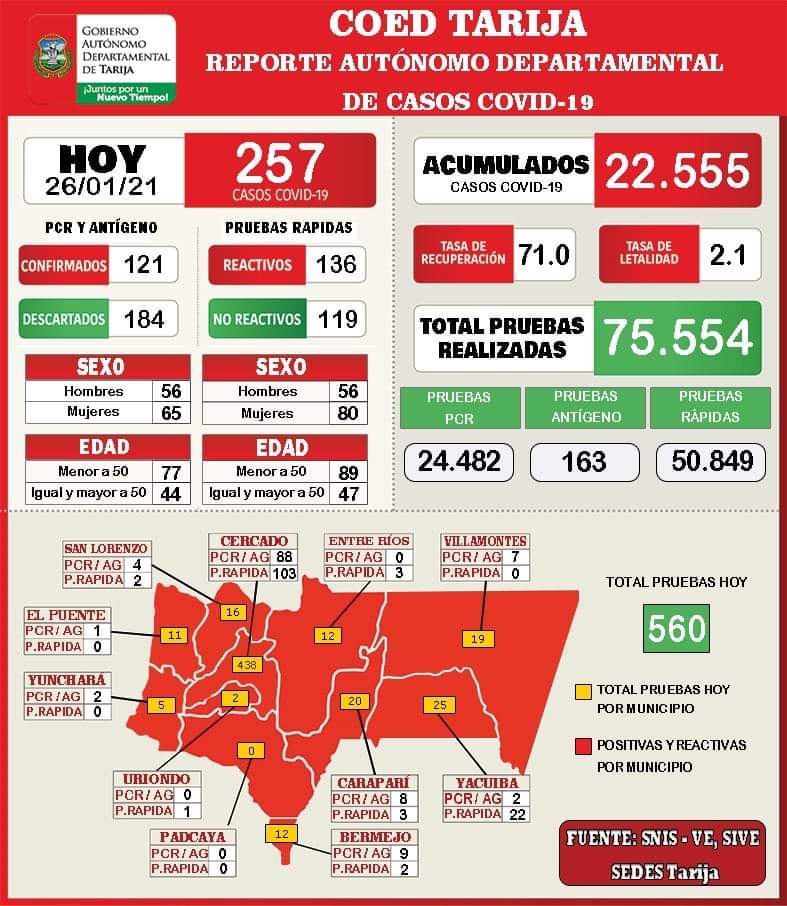 GOBIERNO
AUTÓNOMO
DEPARTAMENTAL
DE TARIJA
¡Juntos por un
Nuevo Tiempo!
COED TARIJA
REPORTE AUTÓNOMO DEPARTAMENTAL
DE CASOS COVID-19
HOY
26/01/21
257
CASOS COVID-19
PCR Y ANTÍGENO
CONFIRMADOS 121
DESCARTADOS 184
PRUEBAS RAPIDAS
REACTIVOS 136
NO REACTIVOS 119
SEXO
Hombres 56
Mujeres 65
EDAD
Menor a 50 77
Igual y mayor a 50 44
SEXO
Hombres 56
Mujeres 80
EDAD
Menor a 50 89
Igual y mayor a 50 47
ACUMULADOS
CASOS COVID-19
22.555
TASA DE
RECUPERACIÓN
71.0
TASA DE
LETALIDAD
2.1
TOTAL PRUEBAS
REALIZADAS
75.554
PRUEBAS
PCR
24.482
PRUEBAS
ANTÍGENO
163
PRUEBAS
RÁPIDAS
50.849
SAN LORENZO
PCR / AG 4
P.RAPIDA 2
CERCADO
PCR / AG 88
P.RAPIDA 103
ENTRE RÍOS
PCR / AG 0
P.RAPIDA 3
VILLAMONTES
PCR / AG 7
P.RAPIDA 0
EL PUENTE
PCR / AG 1
P.RAPIDA 0
YUNCHARÁ
PCR / AG 2
P.RAPIDA 0
16
11
12
19
438
5
2
20
25
0
12
URIONDO
PCR / AG 0
P.RAPIDA 1
PADCAYA
PCR / AG 0
P.RAPIDA 0
CARAPARÍ
PCR / AG 8
P.RAPIDA 3
YACUIBA
PCR / AG 2
P.RAPIDA 22
BERMEJO
PCR / AG 9
P.RAPIDA 2
TOTAL PRUEBAS HOY
560
TOTAL PRUEBAS HOY
POR MUNICIPIO
POSITIVAS Y REACTIVAS
POR MUNICIPIO
FUENTE: SNIS - VE, SIVE
SEDES Tarija